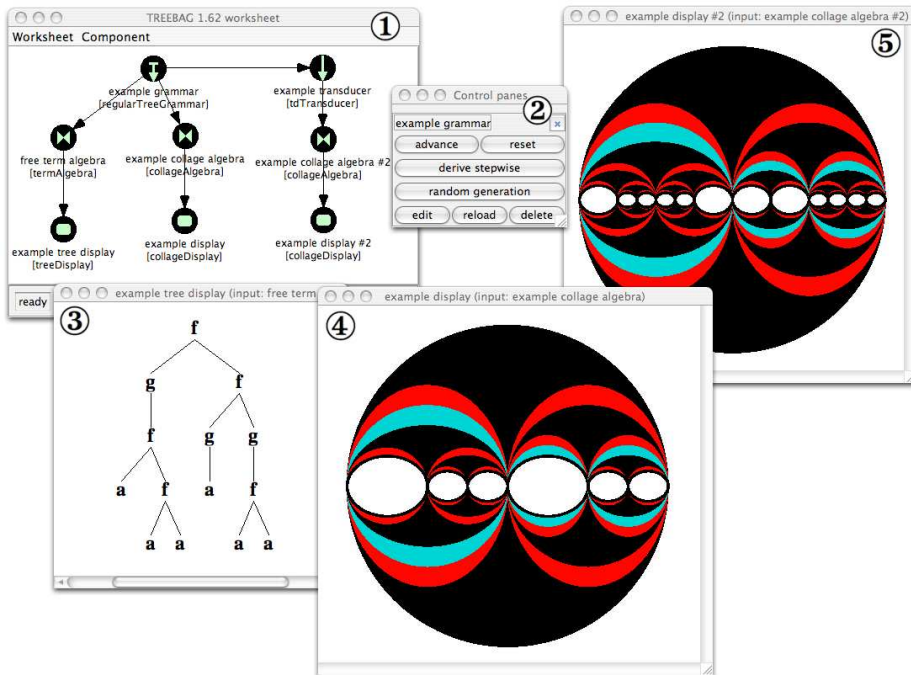 TREEBAG 1.62 worksheet
①
Worksheet Component
example grammar
[regularTreeGrammar]
example transducer
[tdTransducer]
free term algebra
[termAlgebra]
example collage algebra
[collageAlgebra]
example collage algebra #2
[collageAlgebra]
example tree display
[treeDisplay]
example display
[collageDisplay]
example display #2
[collageDisplay]
ready
Control panes
②
example grammar
advance reset
derive stepwise
random generation
edit reload delete
example display #2 (input: example collage algebra #2)
⑤
example tree display (input: free term
③
f
g f
f g g
a f a f
a a a a
example display (input: example collage algebra)
④